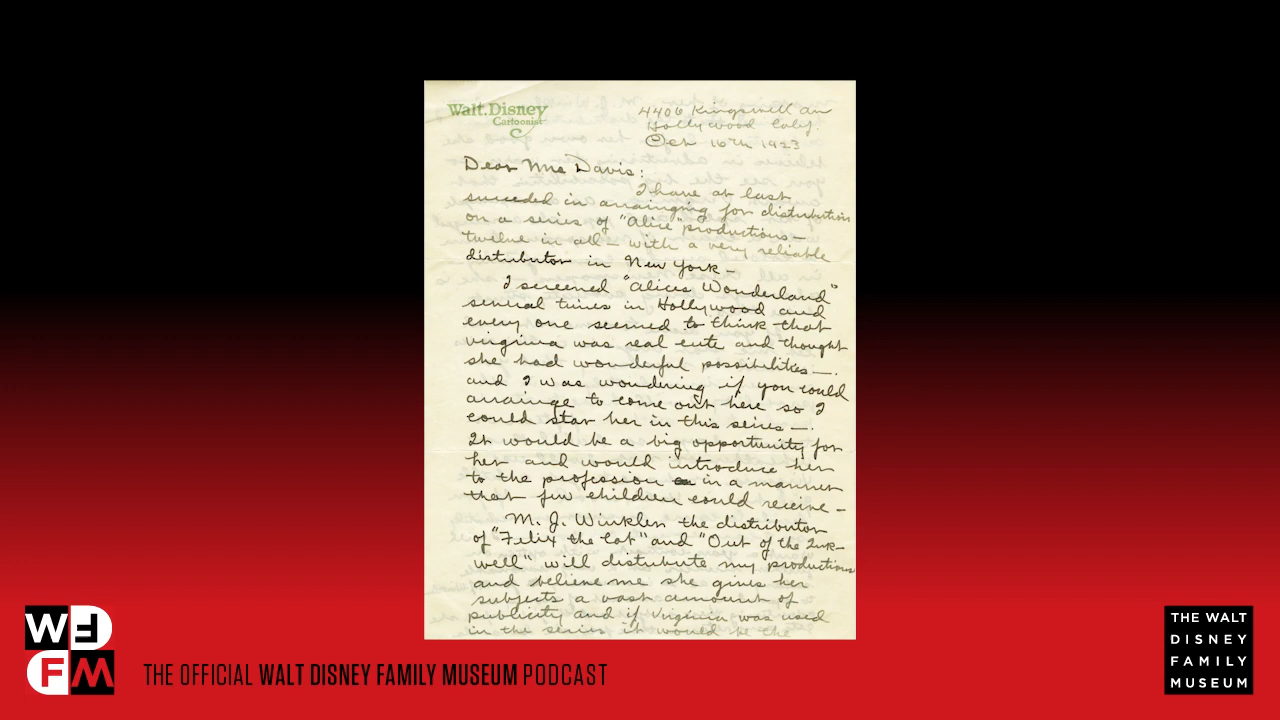 Walt.Disney
Cartoonist
4406 Kingswell av
Hollywood Calif.
Oct 16th 1923
Dear Mrs Davis:
I have at last
succeded in arrainging for distribution
on a series of "Alice" productions—
twelve in all— with a very reliable
distributor in New York—
I screened "Alices Wonderland"
several times in Hollywood and
every one seemed to think that
virginia was real cute and thought
she had wonderful possibilities—.
and I was wondering if you would
arrainge to come out here so I
could star her in this series—.
It would be a big opportunity for
her and would introduce her
to the profession in a manner
that few children could receive—
M. J. Winkler the distributor
of "Felix the Cat" and "Out of the Ink-
well" will distribute my productions
and believe me she gives her
subjects a vast amount of
publicity and if Virginia was used
in the series it would be the
WDFM
THE OFFICIAL WALT DISNEY FAMILY MUSEUM PODCAST
THE WALT
DISNEY
FAMILY
MUSEUM